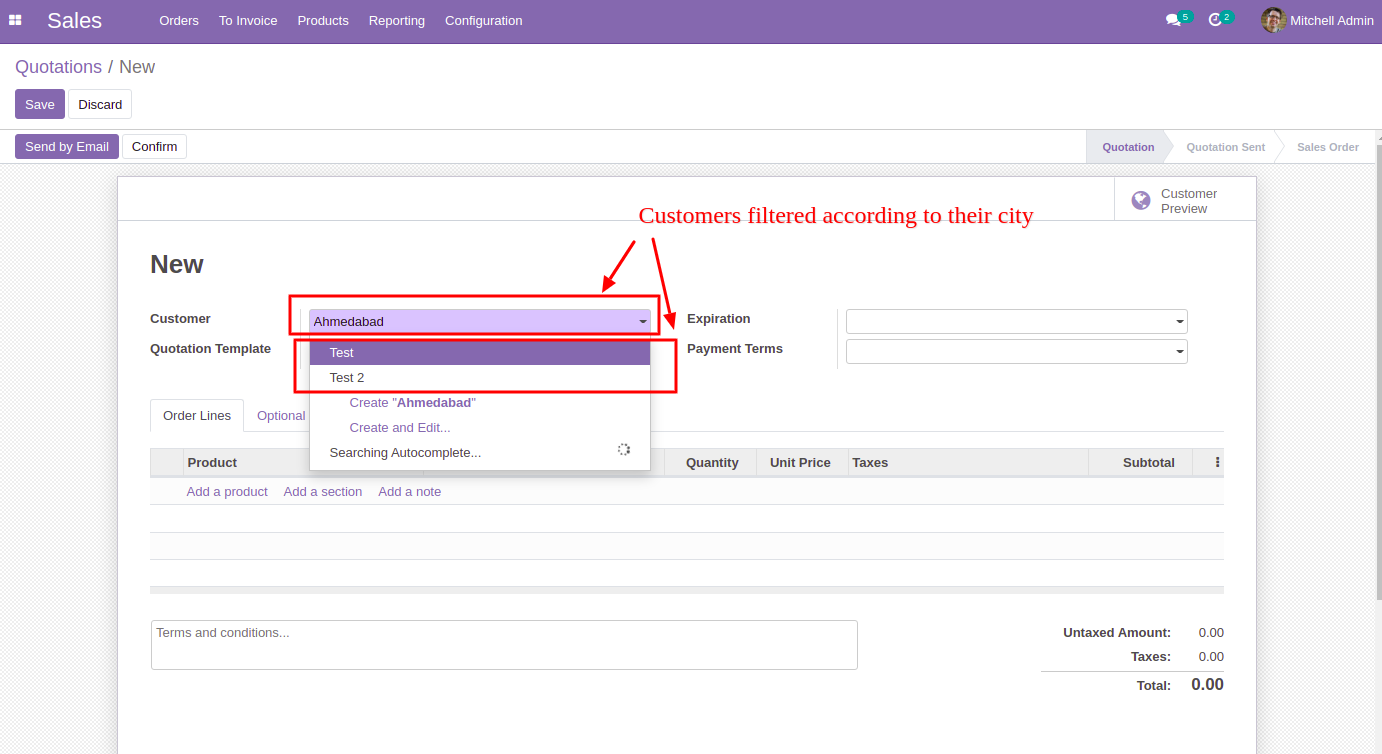 Sales Orders To Invoice Products Reporting Configuration 5 2 Mitchell Admin
Quotations / New
Save Discard
Send by Email Confirm Quotation Quotation Sent Sales Order
Customer
Preview
Customers filtered according to their city
New
Customer Ahmedabad Expiration
Quotation Template Test Payment Terms
Test 2
Create "Ahmedabad"
Create and Edit...
Searching Autocomplete...
Order Lines Optional
Product Quantity Unit Price Taxes Subtotal
Add a product Add a section Add a note
Terms and conditions...
Untaxed Amount: 0.00
Taxes: 0.00
Total: 0.00